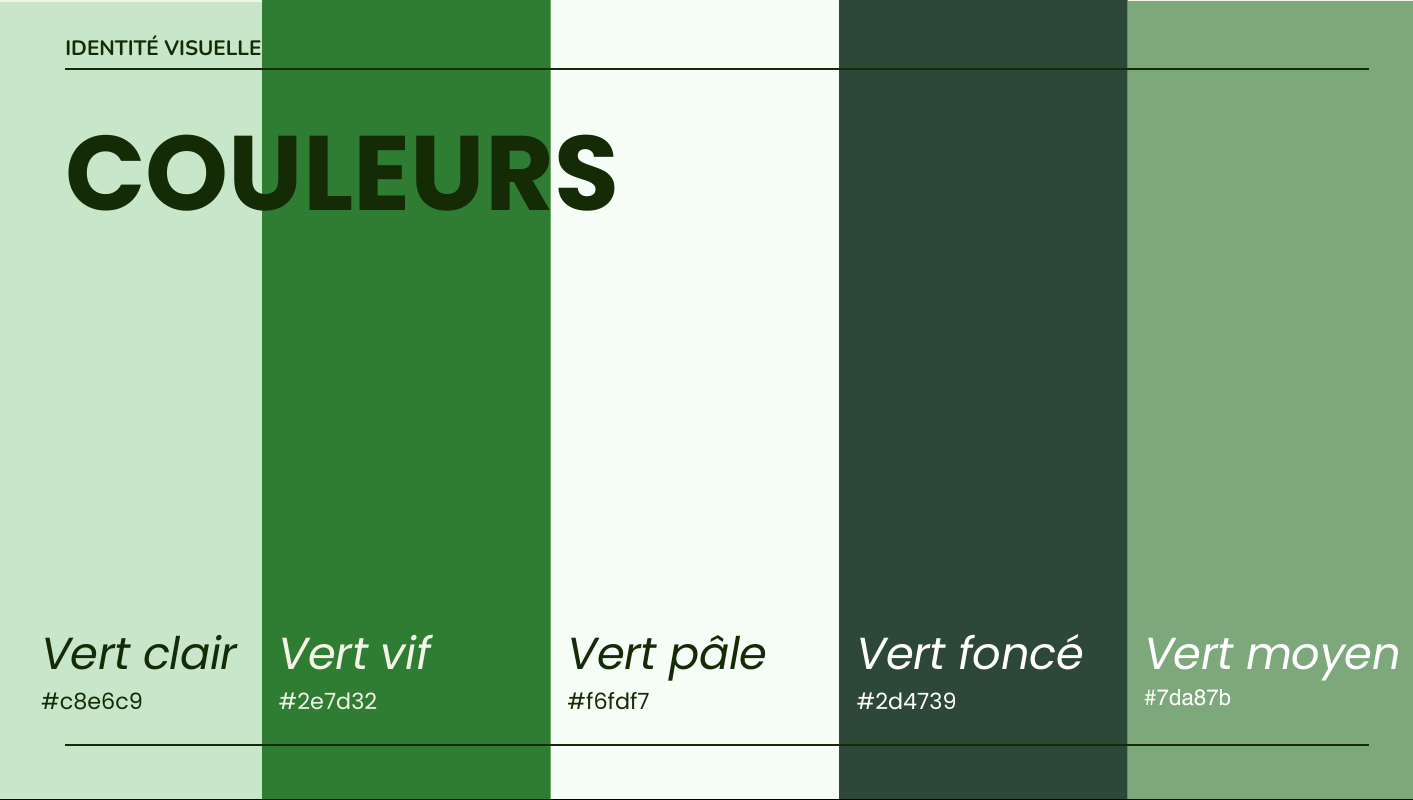 IDENTITÉ VISUELLE
COULEURS
Vert clair
#c8e6c9
Vert vif
#2e7d32
Vert pâle
#f6fdf7
Vert foncé
#2d4739
Vert moyen
#7da87b